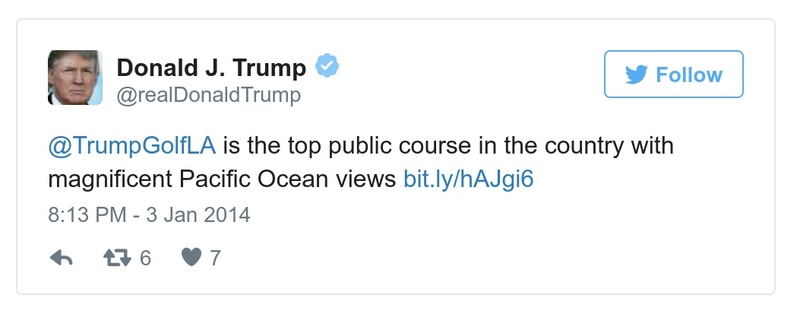 Donald J. Trump
@realDonaldTrump
Follow
@TrumpGolfLA is the top public course in the country with
magnificent Pacific Ocean views bit.ly/hAJgi6
8:13 PM - 3 Jan 2014
6 7